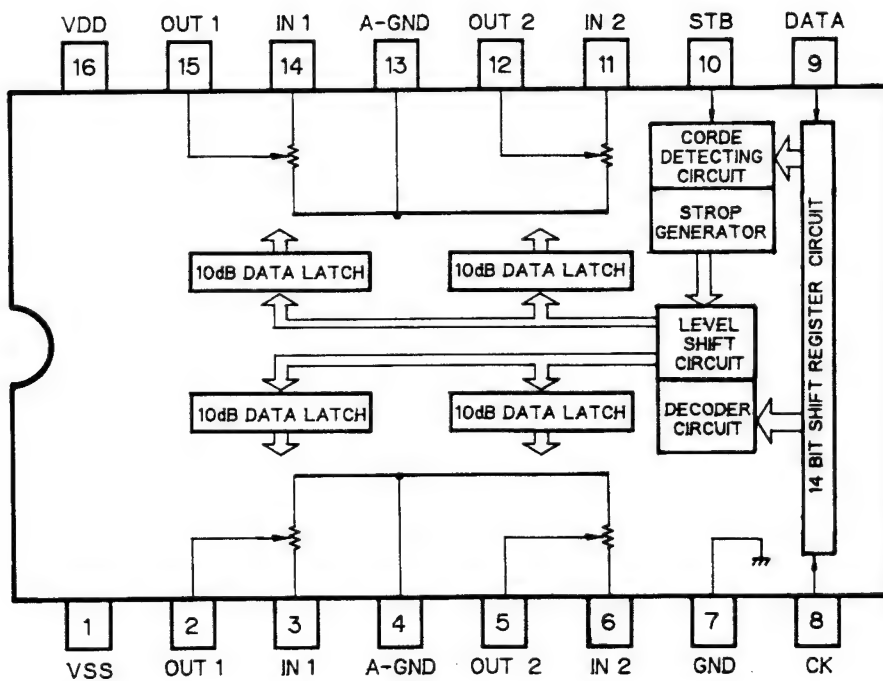 VDD OUT 1 IN 1 A-GND OUT 2 IN 2 STB DATA
16 15 14 13 12 11 10 9
CORDE
DETECTING
CIRCUIT
STROP
GENERATOR
10dB DATA LATCH 10dB DATA LATCH
LEVEL
SHIFT
CIRCUIT
10dB DATA LATCH 10dB DATA LATCH
DECODER
CIRCUIT
14 BIT SHIFT REGISTER CIRCUIT
1 2 3 4 5 6 7 8
VSS OUT 1 IN 1 A-GND OUT 2 IN 2 GND CK